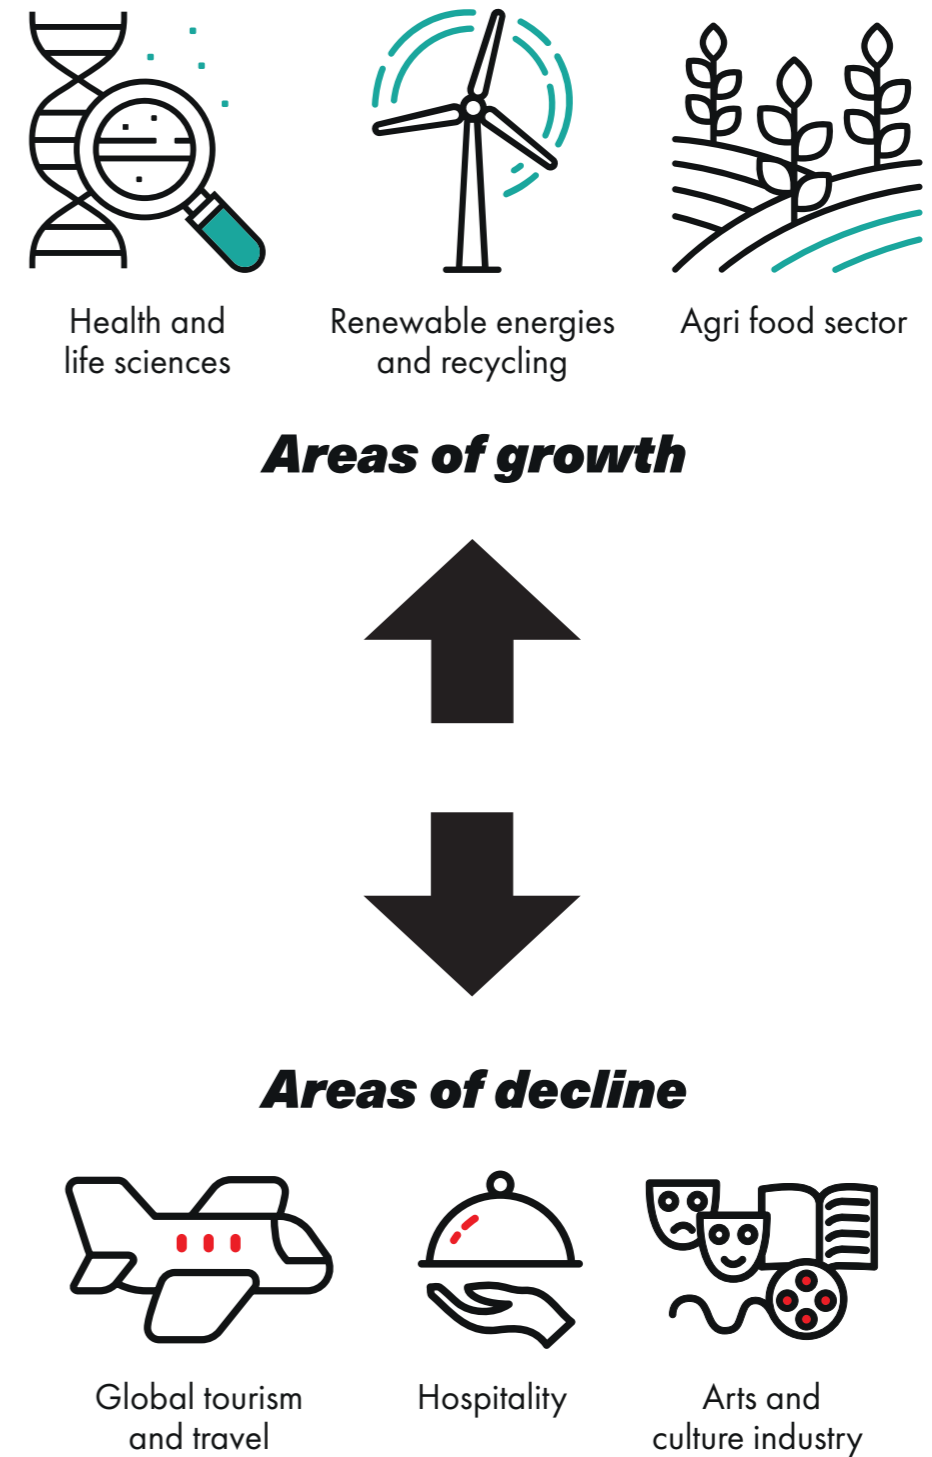 Health and
life sciences
Renewable energies
and recycling
Agri food sector
Areas of growth
Areas of decline
Global tourism
and travel
Hospitality
Arts and
culture industry